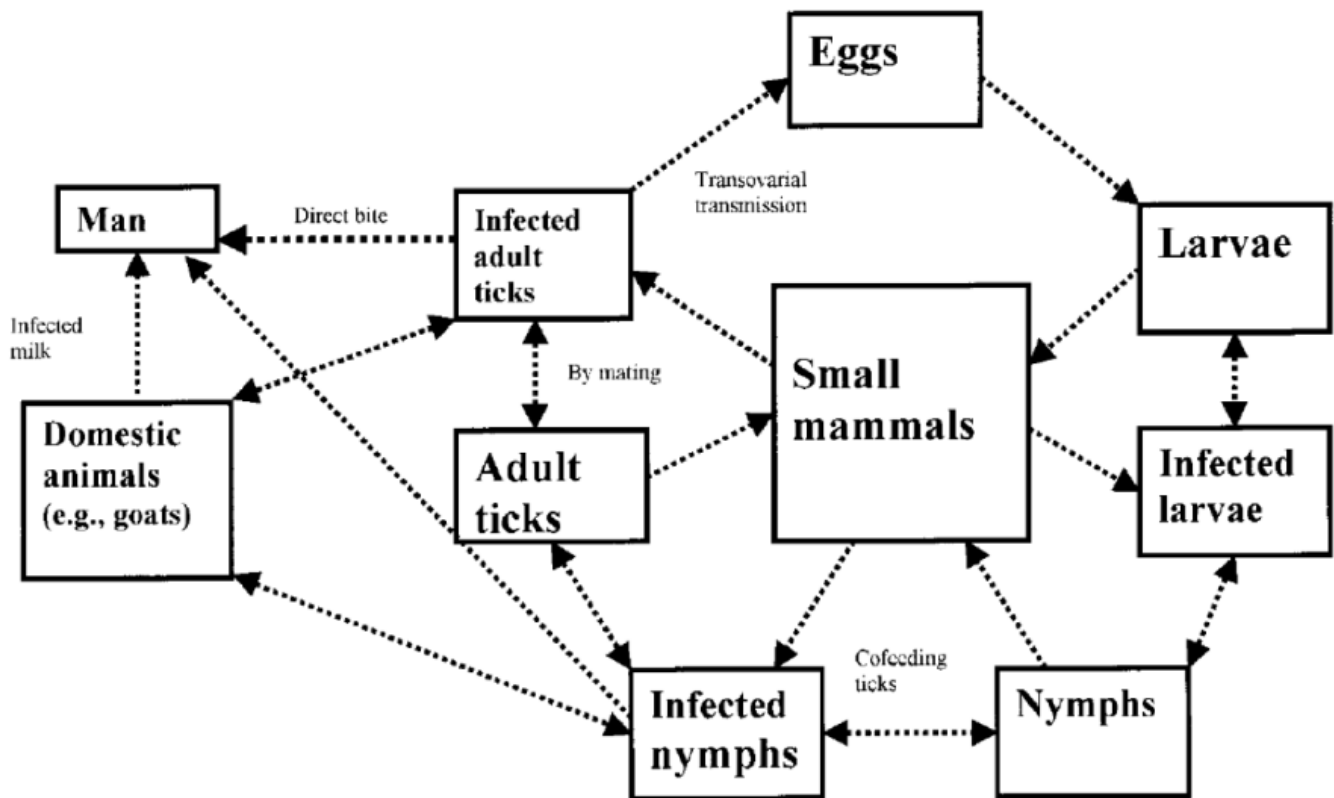 Eggs
Transovarial
transmission
Man
Direct bite
Infected
adult
ticks
Larvae
Infected
milk
By mating
Small
mammals
Domestic
animals
(e.g., goats)
Adult
ticks
Infected
larvae
Cofeeding
ticks
Infected
nymphs
Nymphs